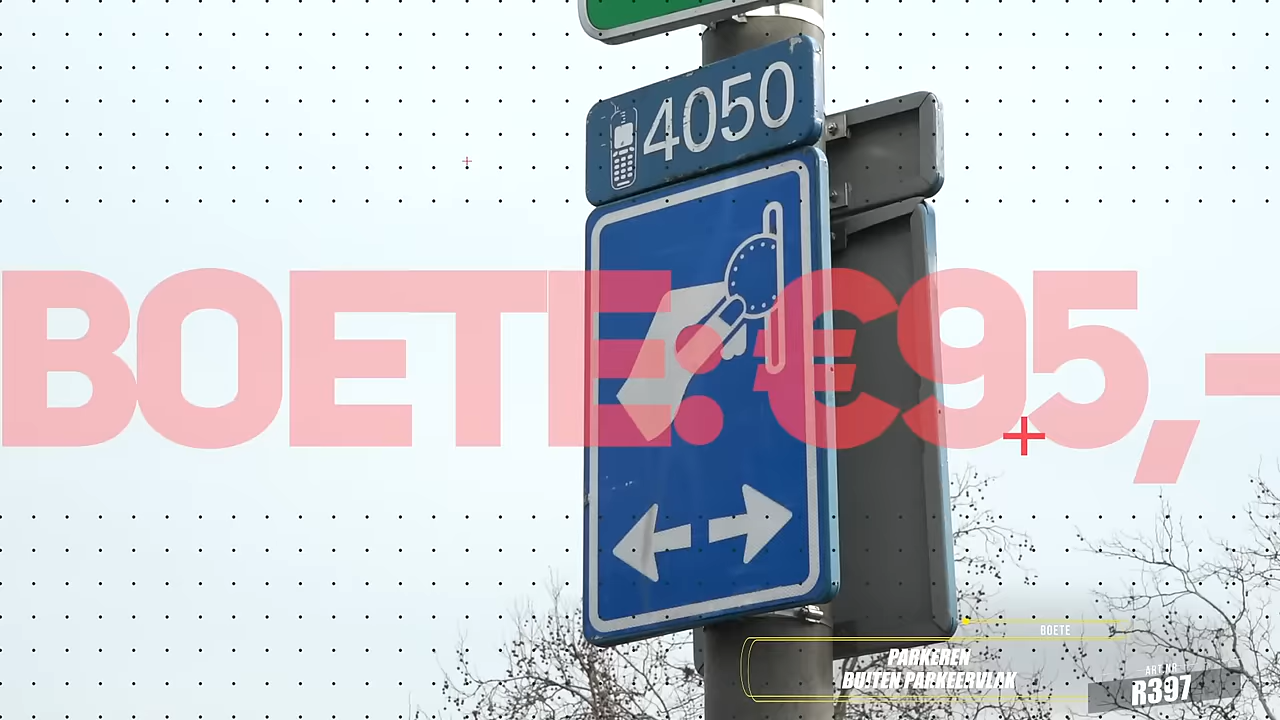 4050
BOETE: €95,-
BOETE
PARKEREN
BUITEN PARKEERVLAK
ART NR.
R397